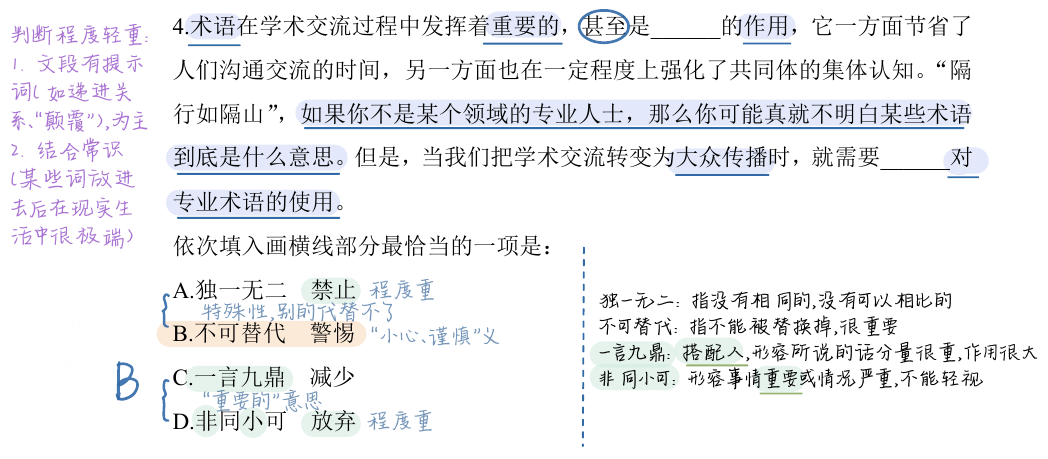 判断程度轻重:
1. 文段有提示
词(如递进关
系、“颠覆”),为主
2. 结合常识
(某些词放进
去后在现实生
活中很极端)
4.术语在学术交流过程中发挥着重要的，甚至是______的作用，它一方面节省了
人们沟通交流的时间，另一方面也在一定程度上强化了共同体的集体认知。“隔
行如隔山”，如果你不是某个领域的专业人士，那么你可能真就不明白某些术语
到底是什么意思。但是，当我们把学术交流转变为大众传播时，就需要______对
专业术语的使用。
依次填入画横线部分最恰当的一项是：
A.独一无二 禁止 程度重
特殊性,别的代替不了
B.不可替代 警惕 “小心、谨慎”义
B
C.一言九鼎 减少
“重要的”意思
D.非同小可 放弃 程度重
独一无二: 指没有相同的,没有可以相比的
不可替代: 指不能被替换掉,很重要
一言九鼎: 搭配人,形容所说的话分量很重,作用很大
非同小可: 形容事情重要或情况严重,不能轻视